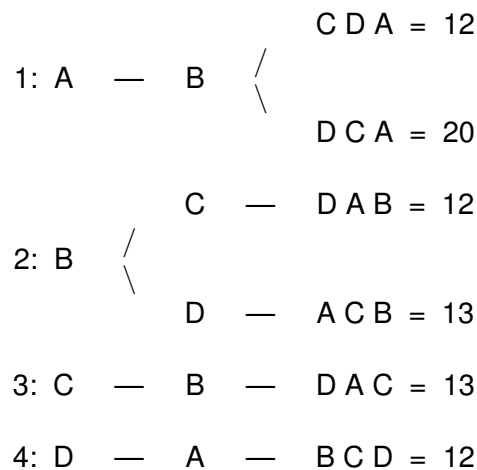 C D A = 12
1: A — B
D C A = 20
C — D A B = 12
2: B
D — A C B = 13
3: C — B — D A C = 13
4: D — A — B C D = 12